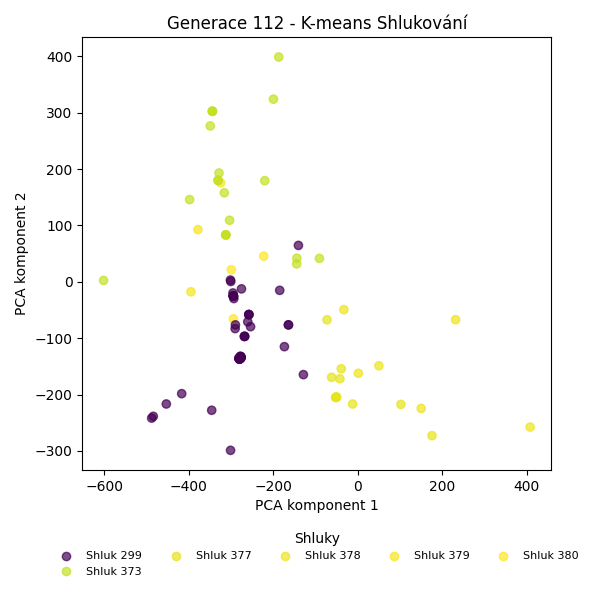 Generace 112 - K-means Shlukování
400
300
200
100
0
−100
−200
−300
PCA komponent 2
−600 −400 −200 0 200 400
PCA komponent 1
Shluky
Shluk 299 Shluk 377 Shluk 378 Shluk 379 Shluk 380
Shluk 373